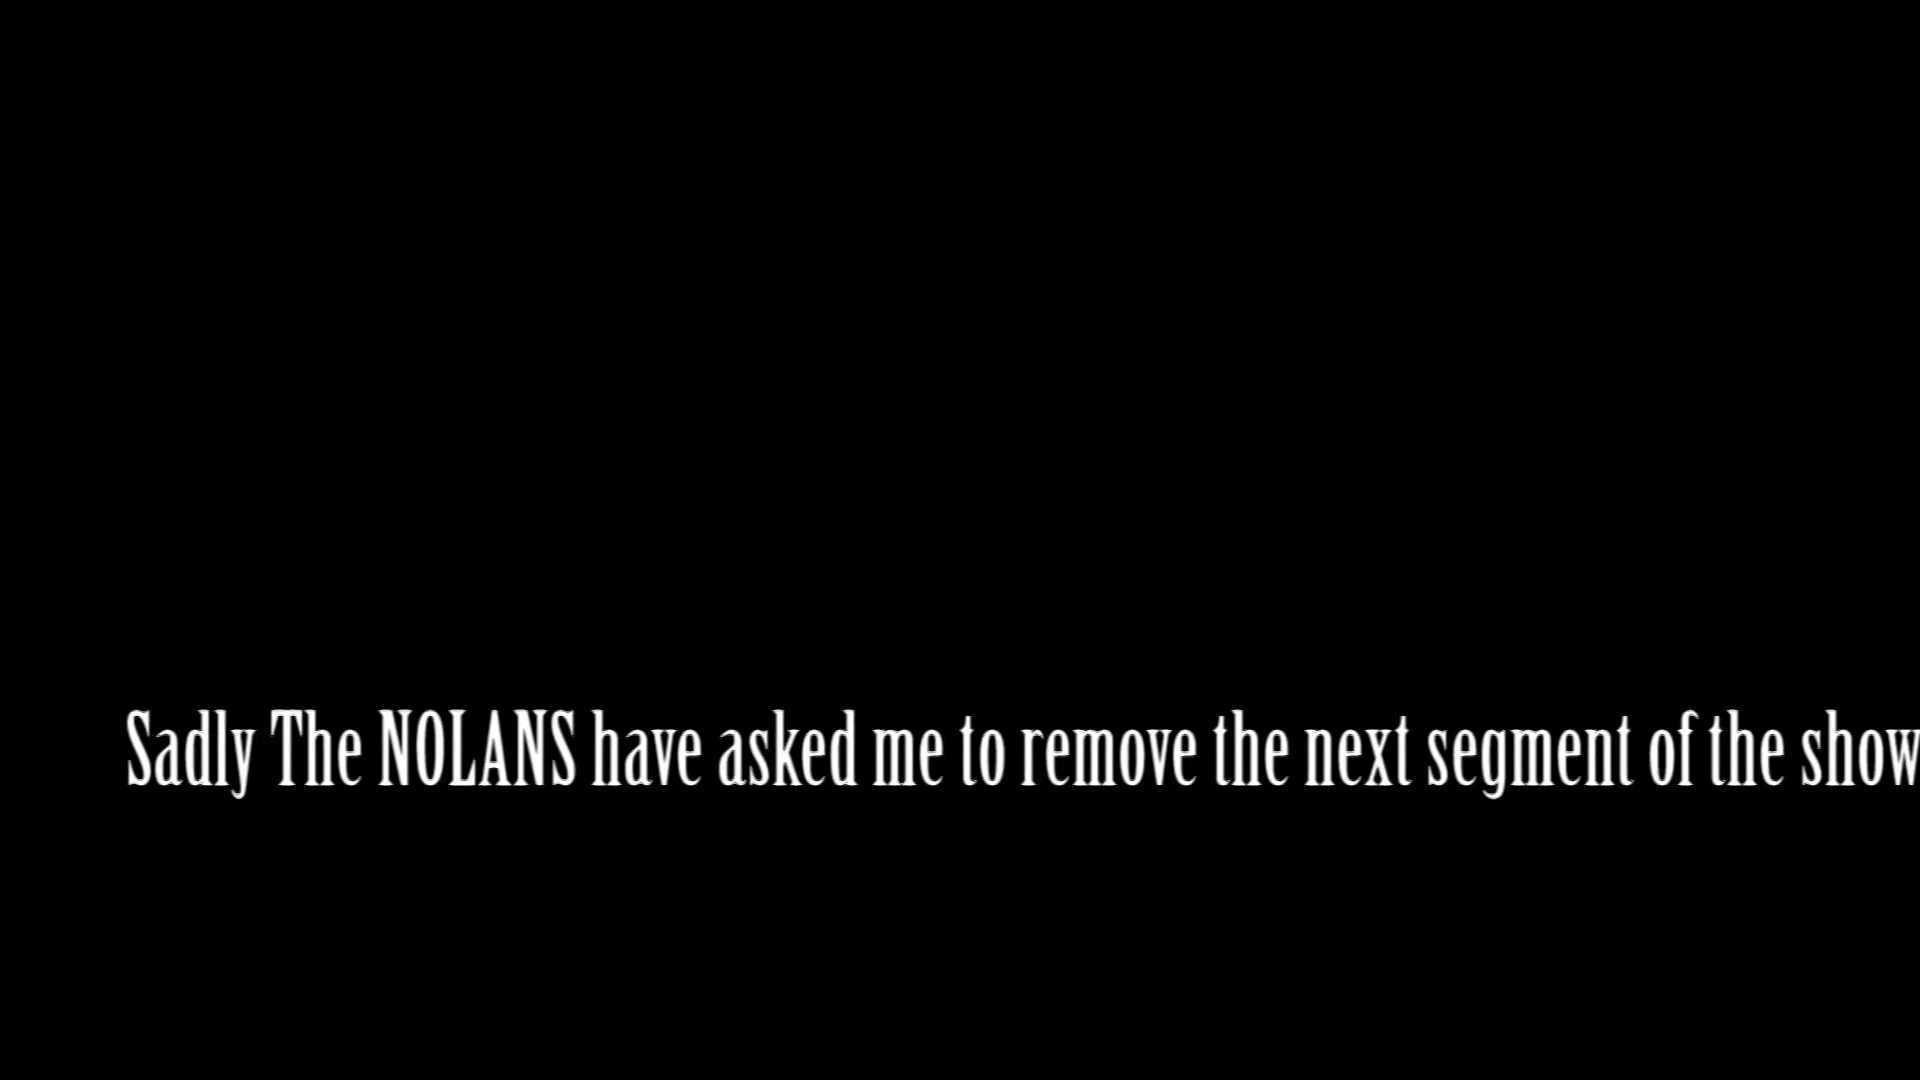 Sadly The NOLANS have asked me to remove the next segment of the show